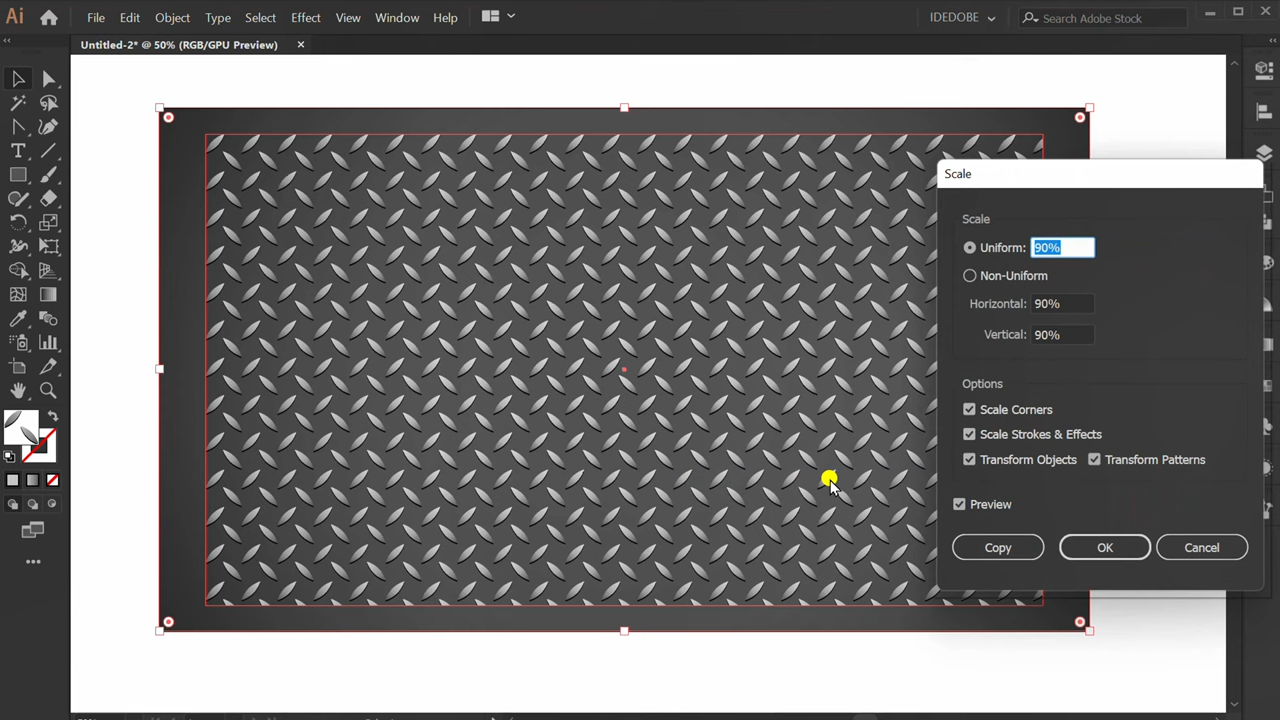 Ai File Edit Object Type Select Effect View Window Help IDEDOBE Search Adobe Stock
Untitled-2* @ 50% (RGB/GPU Preview) ×
Scale
Scale
Uniform: 90%
Non-Uniform
Horizontal: 90%
Vertical: 90%
Options
Scale Corners
Scale Strokes & Effects
Transform Objects Transform Patterns
Preview
Copy OK Cancel